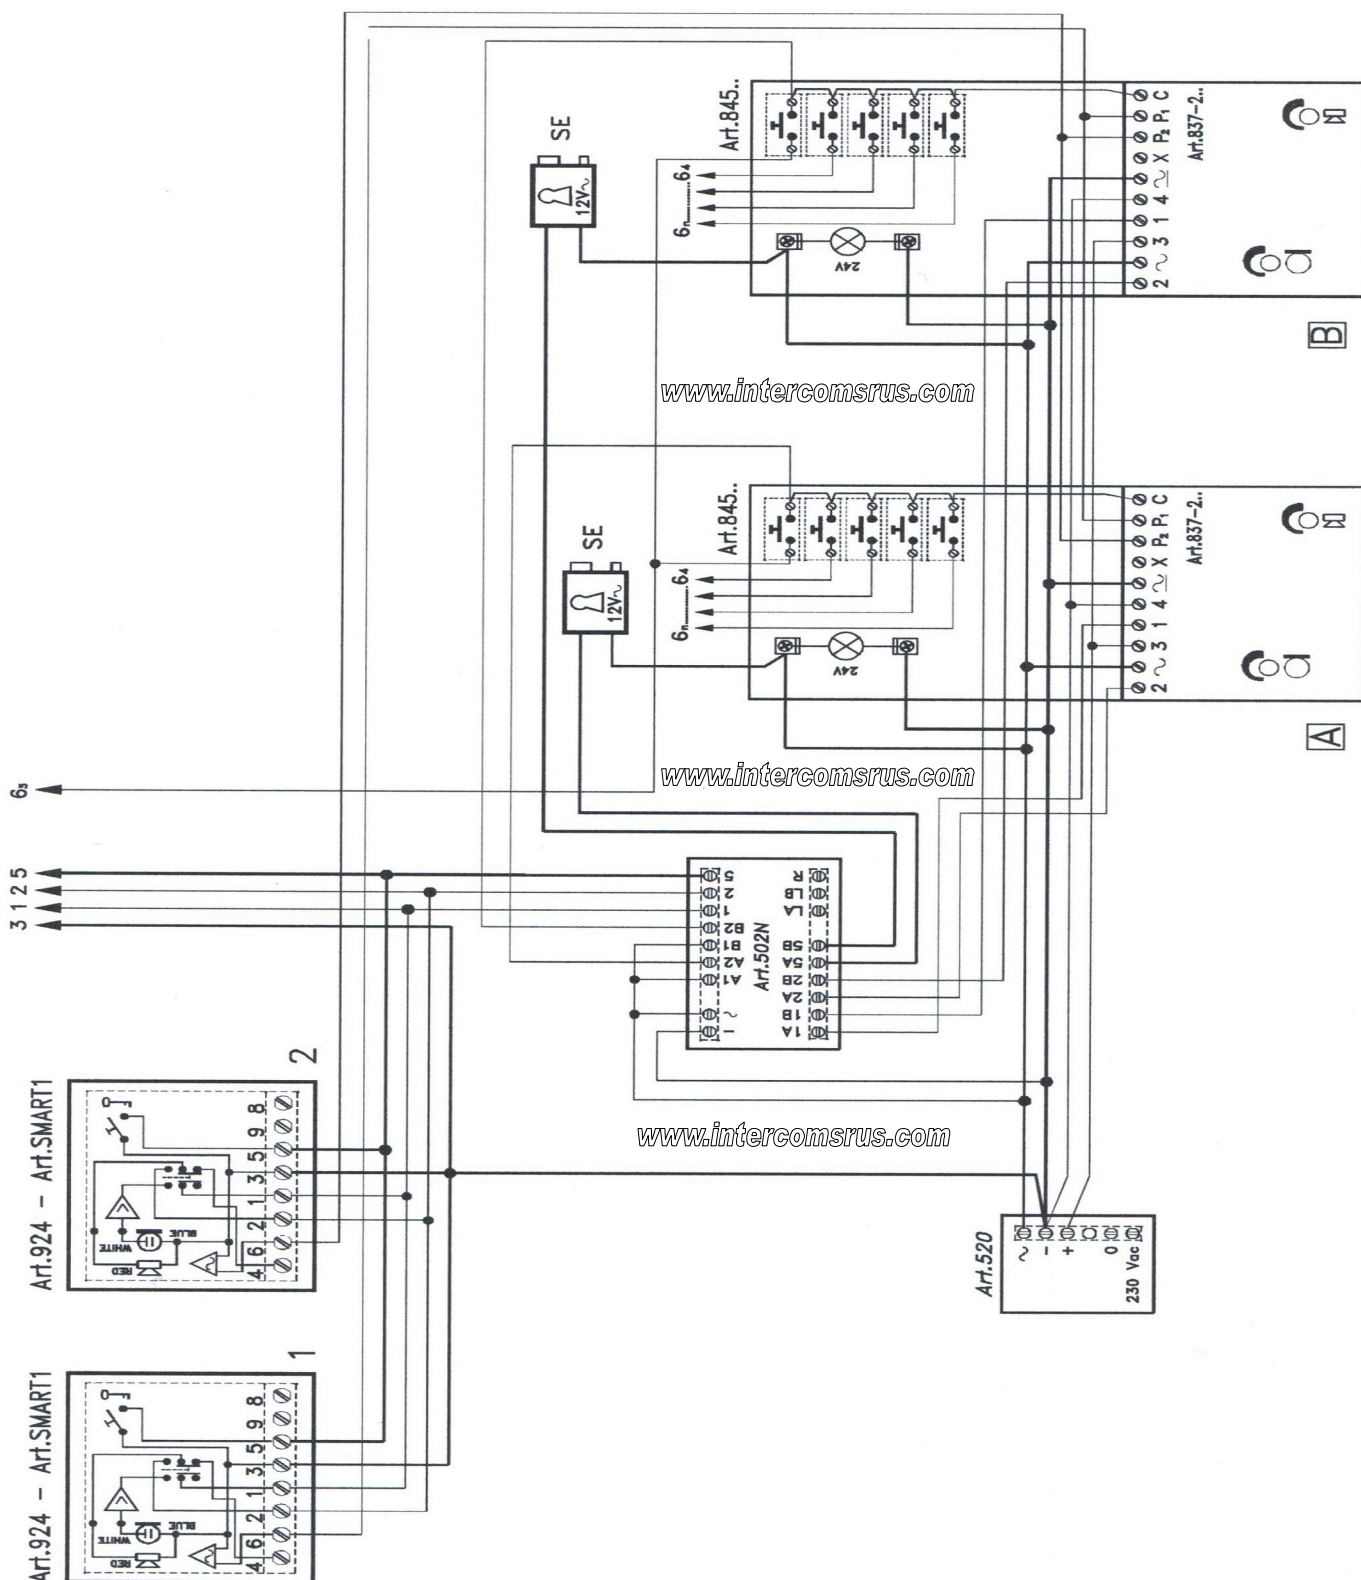 SE
12V~
Art.845..
6n........64
24V
C
P1
P2
X
~
4
1
3
~
2
Art.837-2..
B
www.intercomsrus.com
SE
12V~
Art.845..
6n........64
24V
C
P1
P2
X
~
4
1
3
~
2
Art.837-2..
A
www.intercomsrus.com
63
3 1 2 5
5
2
1
B2
B1
A2
A1
~
-
Art.502N
R
LB
LA
5B
5A
2B
2A
1B
1A
www.intercomsrus.com
Art.924 - Art.SMART1
2
4 6 2 1 3 5 9 8
RED
WHITE
BLUE
Art.520
~
-
+
0
230 Vac
Art.924 - Art.SMART1
1
4 6 2 1 3 5 9 8
RED
WHITE
BLUE